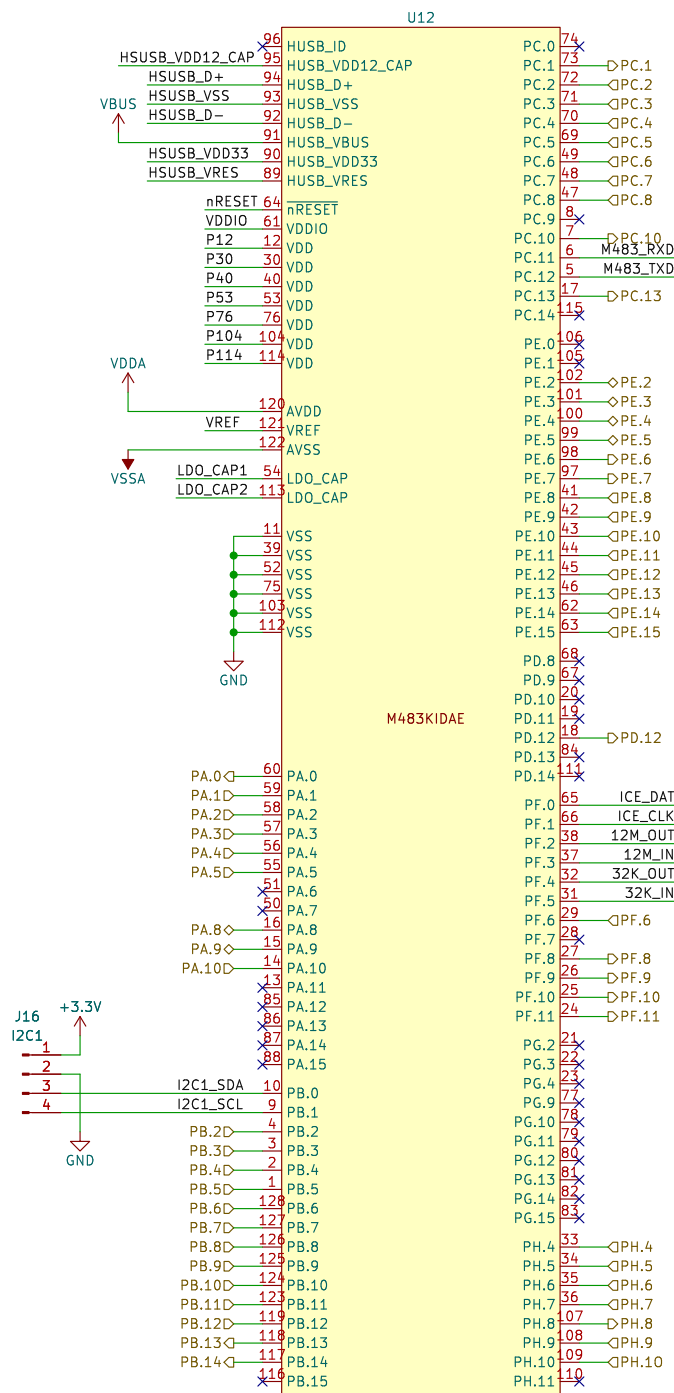 U12
96 HUSB_ID PC.0 74
HSUSB_VDD12_CAP 95 HUSB_VDD12_CAP PC.1 73 PC.1
HSUSB_D+ 94 HUSB_D+ PC.2 72 PC.2
HSUSB_VSS 93 HUSB_VSS PC.3 71 PC.3
VBUS
HSUSB_D- 92 HUSB_D- PC.4 70 PC.4
91 HUSB_VBUS PC.5 69 PC.5
HSUSB_VDD33 90 HUSB_VDD33 PC.6 49 PC.6
HSUSB_VRES 89 HUSB_VRES PC.7 48 PC.7
PC.8 47 PC.8
nRESET 64 nRESET
PC.9 8
VDDIO 61 VDDIO
PC.10 7 PC.10
P12 12 VDD
PC.11 6 M483_RXD
P30 30 VDD
PC.12 5 M483_TXD
P40 40 VDD
PC.13 17 PC.13
P53 53 VDD
PC.14 115
P76 76 VDD
P104 104 VDD PE.0 106
P114 114 VDD PE.1 105
VDDA
PE.2 102 PE.2
PE.3 101 PE.3
120 AVDD
PE.4 100 PE.4
VREF 121 VREF
PE.5 99 PE.5
122 AVSS
PE.6 98 PE.6
VSSA
LDO_CAP1 54 LDO_CAP PE.7 97 PE.7
LDO_CAP2 113 LDO_CAP PE.8 41 PE.8
PE.9 42 PE.9
11 VSS PE.10 43 PE.10
39 VSS PE.11 44 PE.11
52 VSS PE.12 45 PE.12
75 VSS PE.13 46 PE.13
103 VSS PE.14 62 PE.14
112 VSS PE.15 63 PE.15
PD.8 68
GND
PD.9 67
PD.10 20
PD.11 19
M483KIDAE
PD.12 18 PD.12
PD.13 84
PA.0 60 PA.0 PD.14 111
PA.1 59 PA.1
PF.0 65 ICE_DAT
PA.2 58 PA.2
PF.1 66 ICE_CLK
PA.3 57 PA.3
PF.2 38 12M_OUT
PA.4 56 PA.4
PF.3 37 12M_IN
PA.5 55 PA.5
PF.4 32 32K_OUT
51 PA.6
PF.5 31 32K_IN
50 PA.7
PF.6 29 PF.6
PA.8 16 PA.8
PF.7 28
PA.9 15 PA.9
PF.8 27 PF.8
PA.10 14 PA.10
PF.9 26 PF.9
13 PA.11
PF.10 25 PF.10
85 PA.12
PF.11 24 PF.11
+3.3V
J16
86 PA.13
I2C1
87 PA.14 PG.2 21
1
88 PA.15 PG.3 22
2
PG.4 23
3 I2C1_SDA 10 PB.0
PG.9 77
4 I2C1_SCL 9 PB.1
PG.10 78
PB.2 4 PB.2
PG.11 79
PB.3 3 PB.3
GND
PG.12 80
PB.4 2 PB.4
PG.13 81
PB.5 1 PB.5
PG.14 82
PB.6 128 PB.6
PG.15 83
PB.7 127 PB.7
PB.8 126 PB.8 PH.4 33 PH.4
PB.9 125 PB.9 PH.5 34 PH.5
PB.10 124 PB.10 PH.6 35 PH.6
PB.11 123 PB.11 PH.7 36 PH.7
PB.12 119 PB.12 PH.8 107 PH.8
PB.13 118 PB.13 PH.9 108 PH.9
PB.14 117 PB.14 PH.10 109 PH.10
116 PB.15 PH.11 110